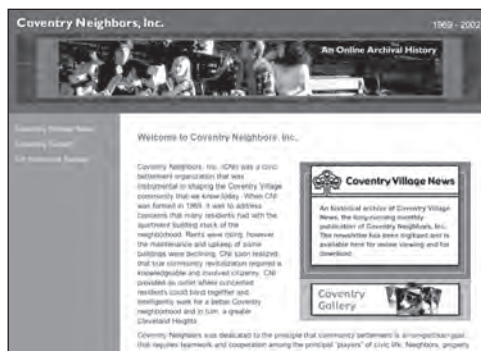 Coventry Neighbors, Inc. 1969 - 2002
An Online Archival History
Coventry Village News
Coventry
Welcome to Coventry Neighbors, Inc.
Coventry Neighbors, Inc. (CNI) was a civic
betterment organization that was
instrumental in shaping the Coventry Village
community that we know today. When CNI
was formed in 1969, it was to address
concerns that many residents had with the
apartment building stock of the
neighborhood. Rents were rising, however,
the maintenance and upkeep of some
buildings were declining. CNI soon realized
that true community revitalization required a
knowledgeable and involved citizenry. CNI
provided an outlet where concerned
residents could band together and
intelligently work for a better Coventry
neighborhood and in turn, a greater
Cleveland Heights.
Coventry Village News
An historical archive of Coventry Village
News, the long-running monthly
publication of Coventry Neighbors, Inc.
The newsletter has been digitized and is
available here for review viewing and for
download.
Coventry
Gallery
Coventry Neighbors was dedicated to the principle that community betterment is a competition goal
that requires teamwork and cooperation among the principal "players" of civic life. Neighbors, property